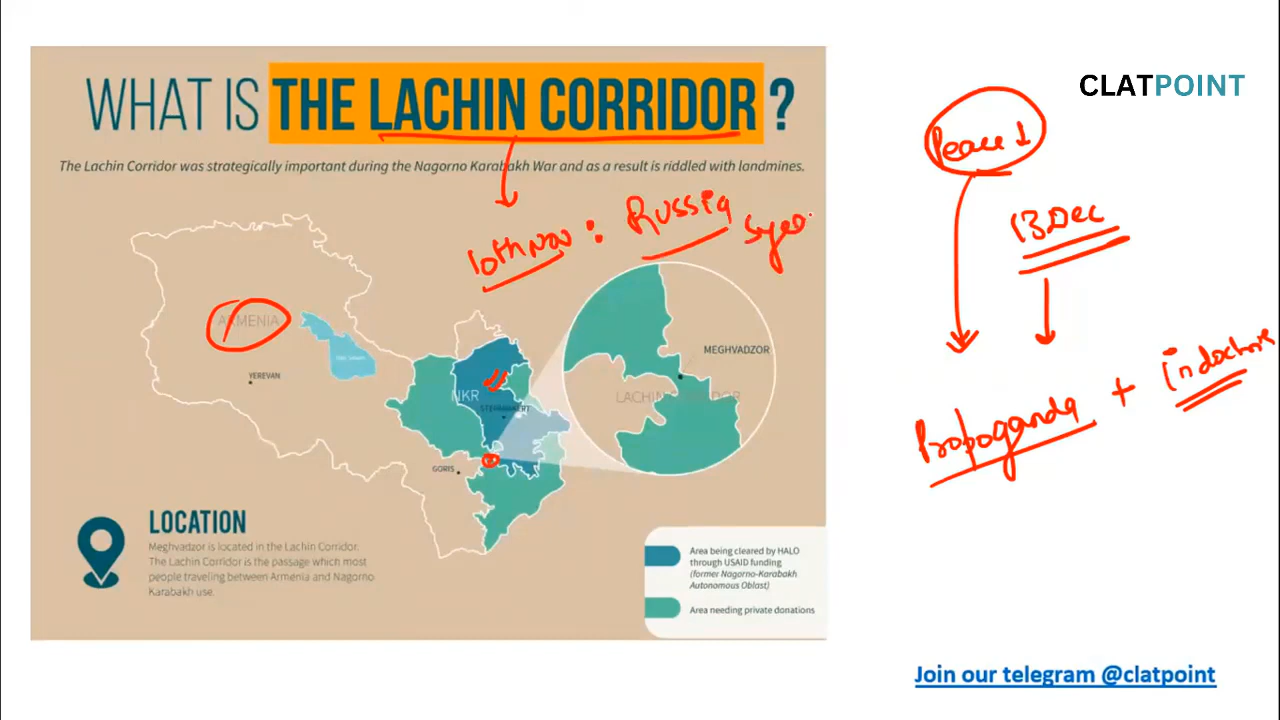 WHAT IS THE LACHIN CORRIDOR ?
The Lachin Corridor was strategically important during the Nagorno Karabakh War and as a result is riddled with landmines.
CLATPOINT
Peace
13 Dec
10th Nov : Russia
ARMENIA
YEREVAN
NKR
STEPANAKERT
GORIS
MEGHVADZOR
LACHIN CORRIDOR
Propoganda +
LOCATION
Meghvadzor is located in the Lachin Corridor.
The Lachin Corridor is the passage which most
people traveling between Armenia and Nagorno
Karabakh use.
Area being cleared by HALO
through USAID funding
(former Nagorno-Karabakh
Autonomous Oblast)
Area needing private donations
Join our telegram @clatpoint